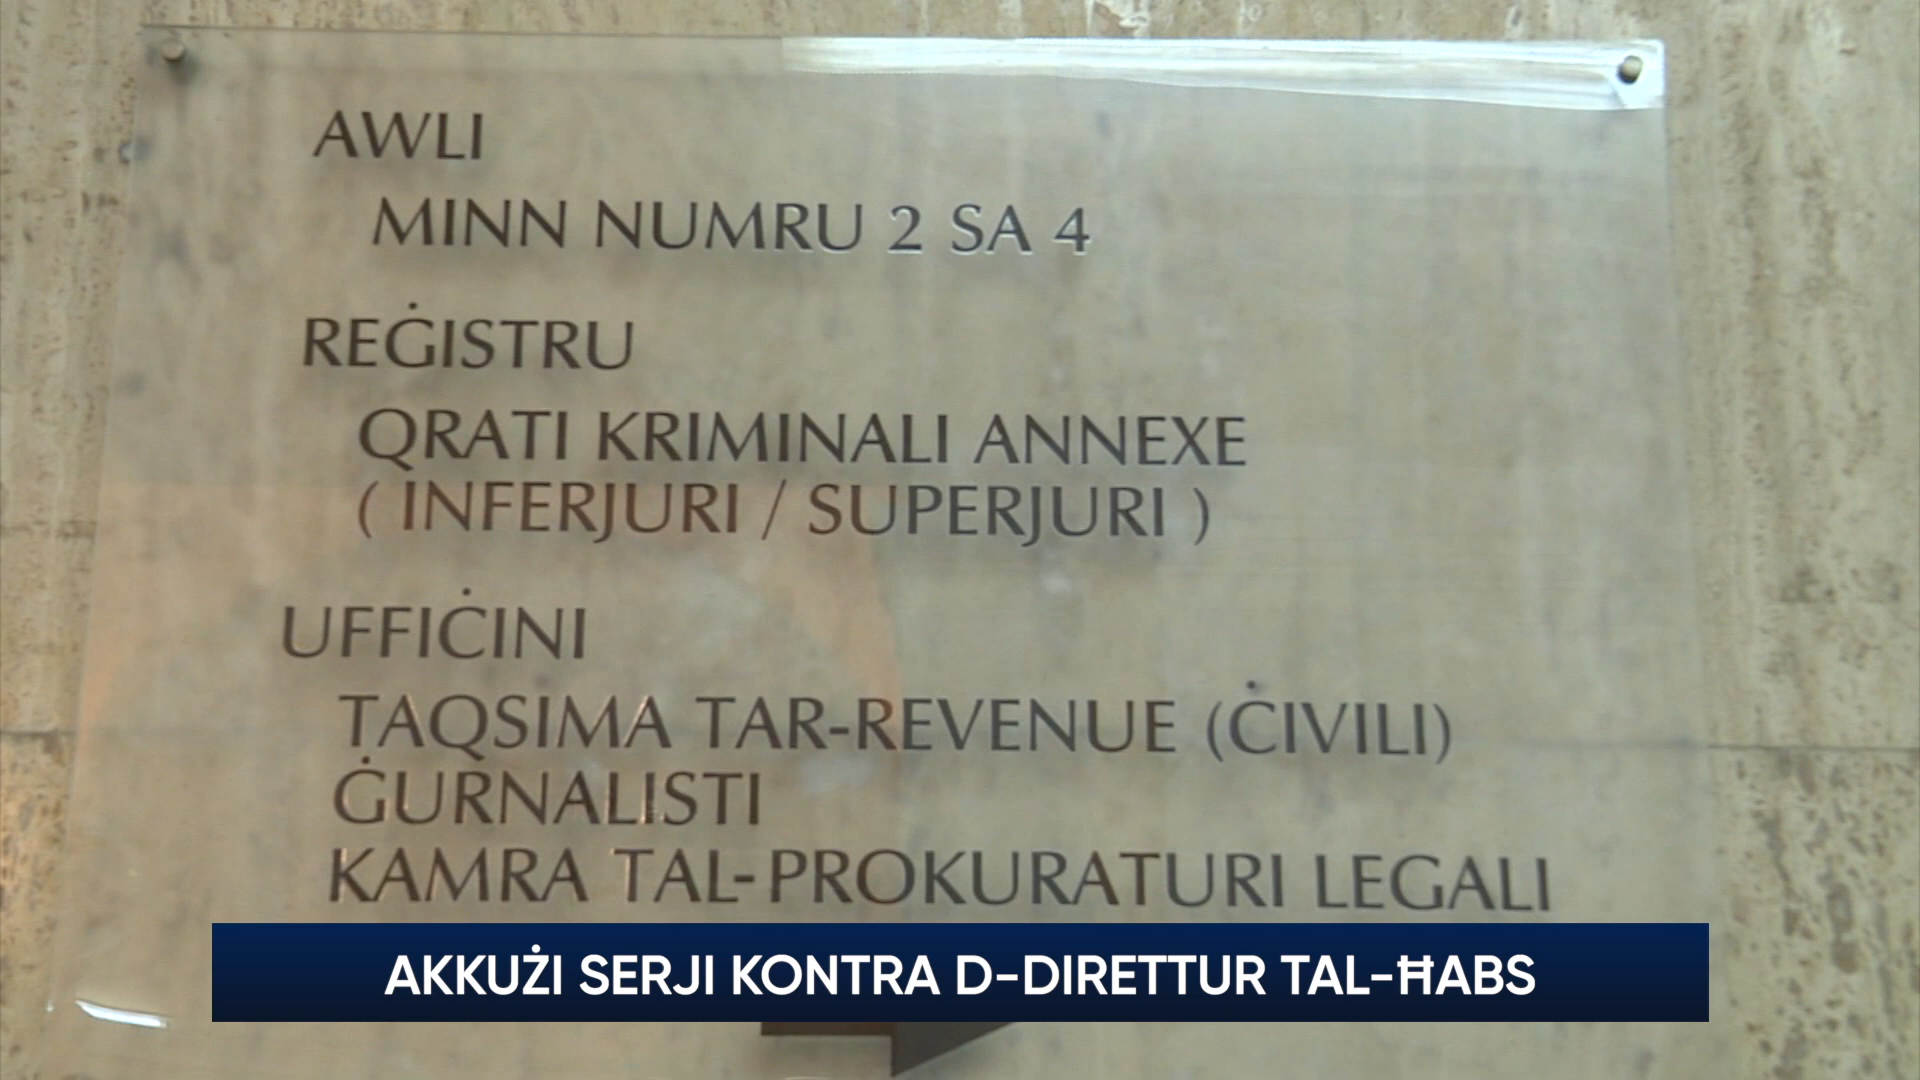 AWLI
MINN NUMRU 2 SA 4
REĠISTRU
QRATI KRIMINALI ANNEXE
( INFERJURI / SUPERJURI )
UFFIĊINI
TAQSIMA TAR-REVENUE (ĊIVILI)
ĠURNALISTI
KAMRA TAL-PROKURATURI LEGALI
AKKUŻI SERJI KONTRA D-DIRETTUR TAL-ĦABS